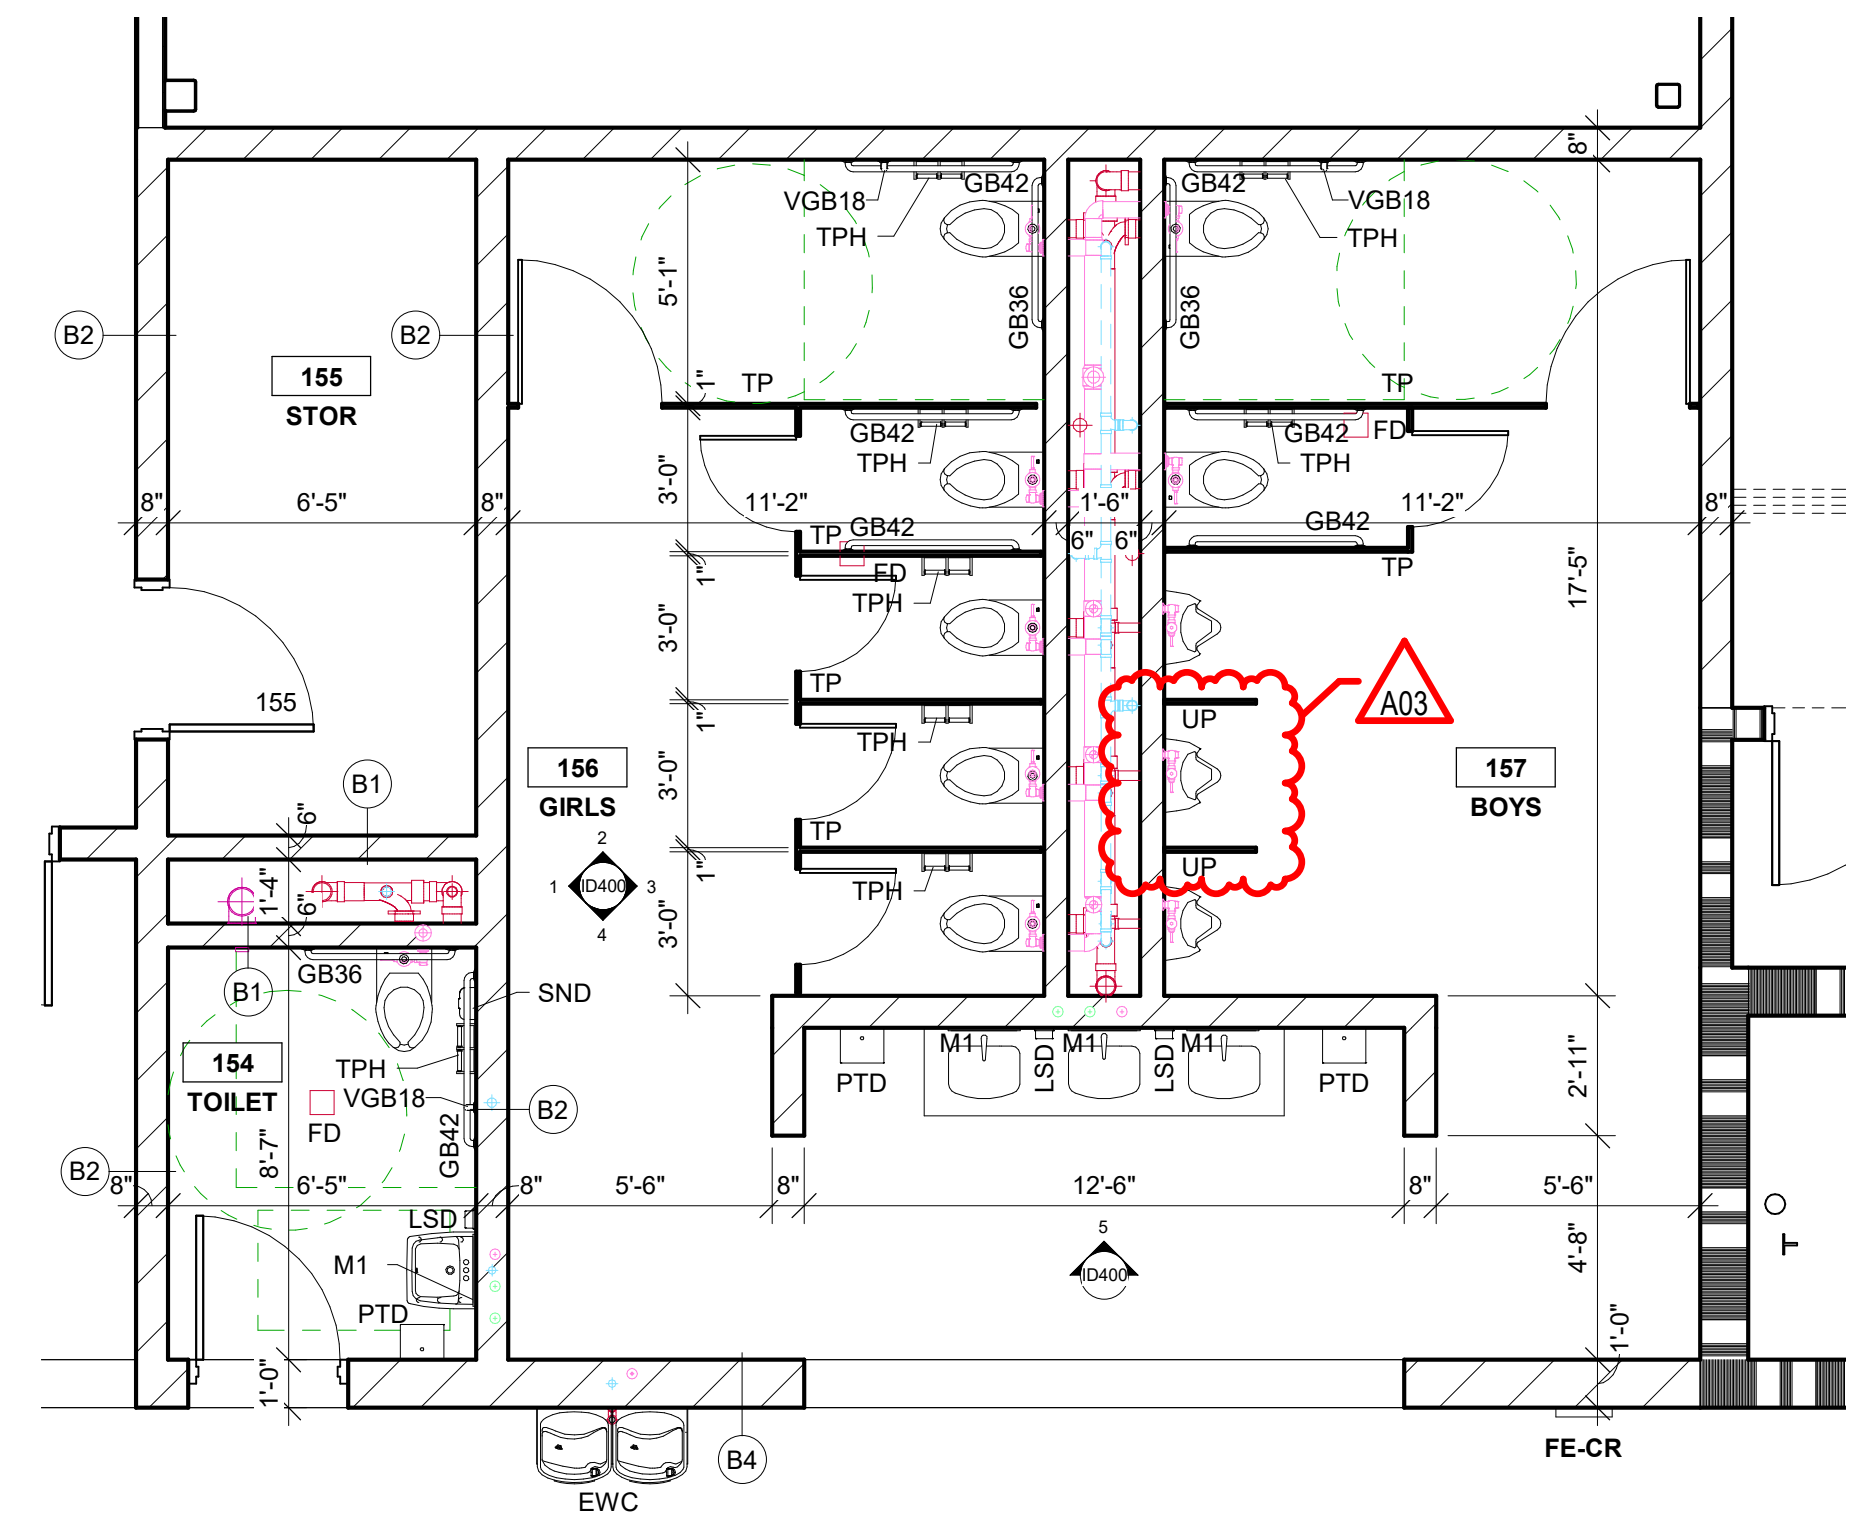 8"
GB42
GB42
VGB18
VGB18
TPH
TPH
5'-1"
GB36
GB36
B2
B2
155
STOR
1"
TP
TP
GB42
GB42
FD
TPH
TPH
3'-0"
8"
6'-5"
8"
11'-2"
1'-6"
11'-2"
8"
TP
GB42
6"
6"
GB42
1"
FD
TP
17'-5"
TPH
3'-0"
155
TP
A03
1"
TPH
UP
156
GIRLS
157
BOYS
3'-0"
B1
6"
TP
2
1"
UP
1
ID400
3
TPH
1'-4"
6"
4
3'-0"
GB36
B1
SND
154
TOILET
TPH
M1
LSD
M1
LSD
M1
PTD
PTD
2'-11"
VGB18
B2
FD
GB42
8'-7"
B2
8"
6'-5"
8"
5'-6"
8"
12'-6"
8"
5'-6"
LSD
5
ID400
4'-8"
M1
PTD
1'-0"
1'-0"
B4
FE-CR
EWC